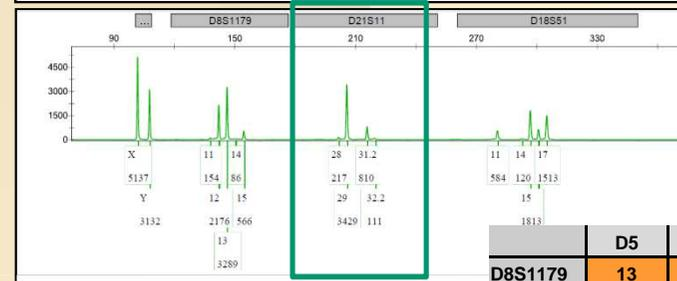 ... D8S1179 D21S11 D18S51
90 150 210 270 330
4500
3000
1500
0
X 11 14 28 31.2 11 14 17
5137 154 86 217 810 584 120 1513
Y 12 15 29 32.2 15
3132 2176 566 3429 111 1813
13
3289
D5
D8S1179 13